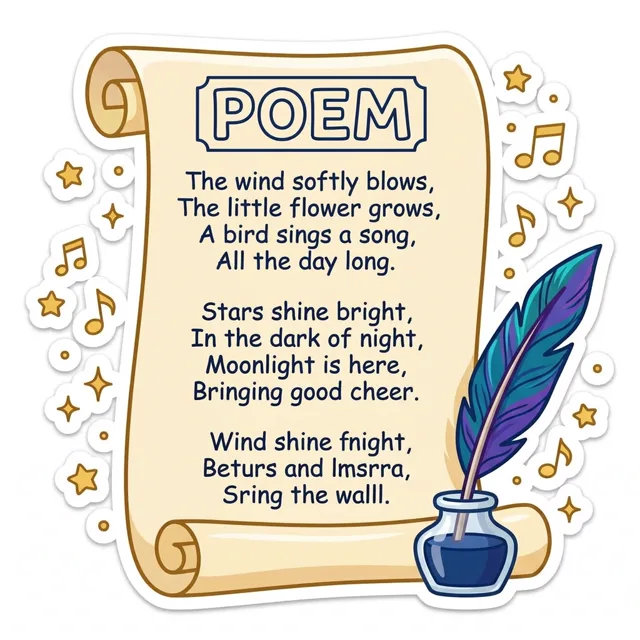 POEM
The wind softly blows,
The little flower grows,
A bird sings a song,
All the day long.
Stars shine bright,
In the dark of night,
Moonlight is here,
Bringing good cheer.
Wind shine fnight,
Beturs and lmsrra,
Sring the walll.